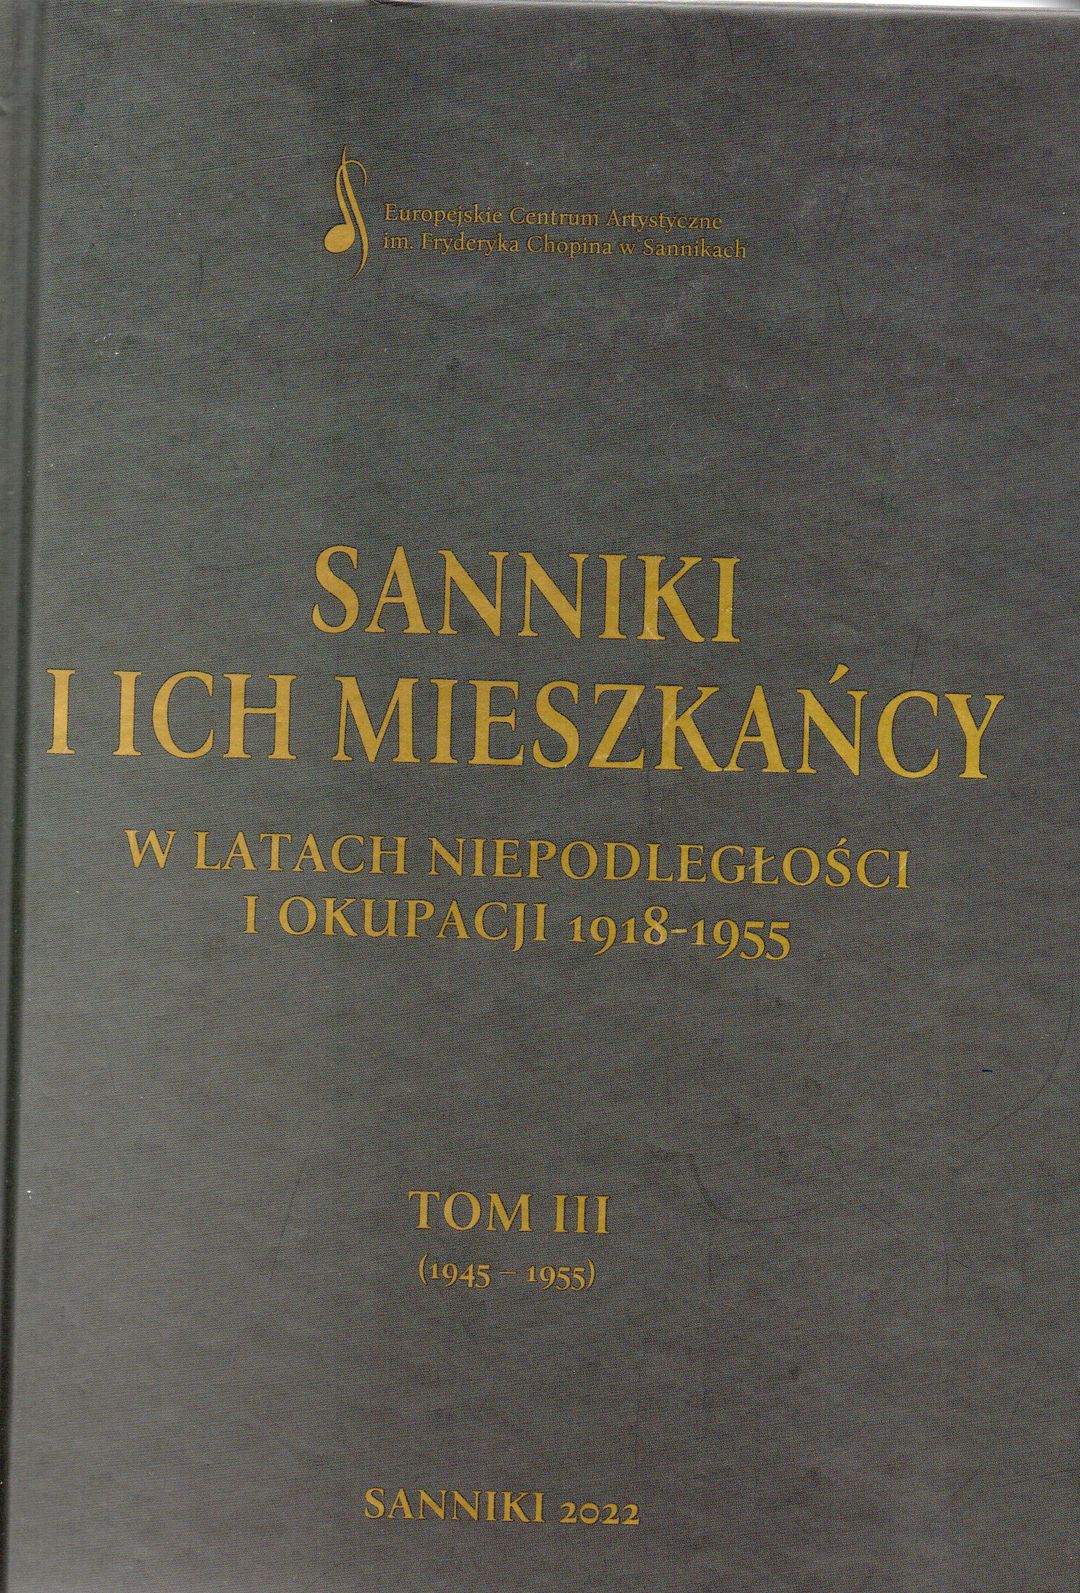 Europejskie Centrum Artystyczne
im. Fryderyka Chopina w Sannikach
SANNIKI
I ICH MIESZKAŃCY
W LATACH NIEPODLEGŁOŚCI
I OKUPACJI 1918-1955
TOM III
(1945 – 1955)
SANNIKI 2022